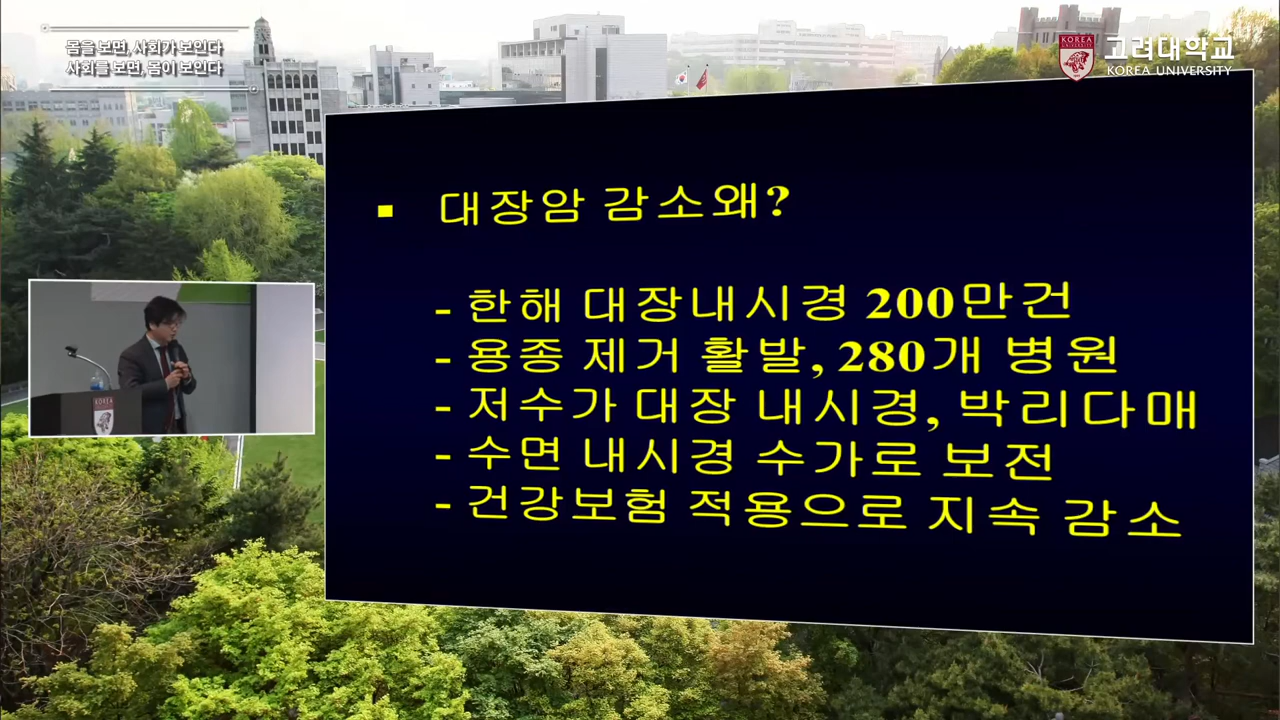 몸을 보면, 사회가 보인다
사회를 보면, 몸이 보인다
KOREA
UNIVERSITY
고려대학교
KOREA UNIVERSITY
▪ 대장암 감소왜?
- 한해 대장내시경 200만건
- 용종 제거 활발, 280개 병원
- 저수가 대장 내시경, 박리다매
- 수면 내시경 수가로 보전
- 건강보험 적용으로 지속 감소
KOREA